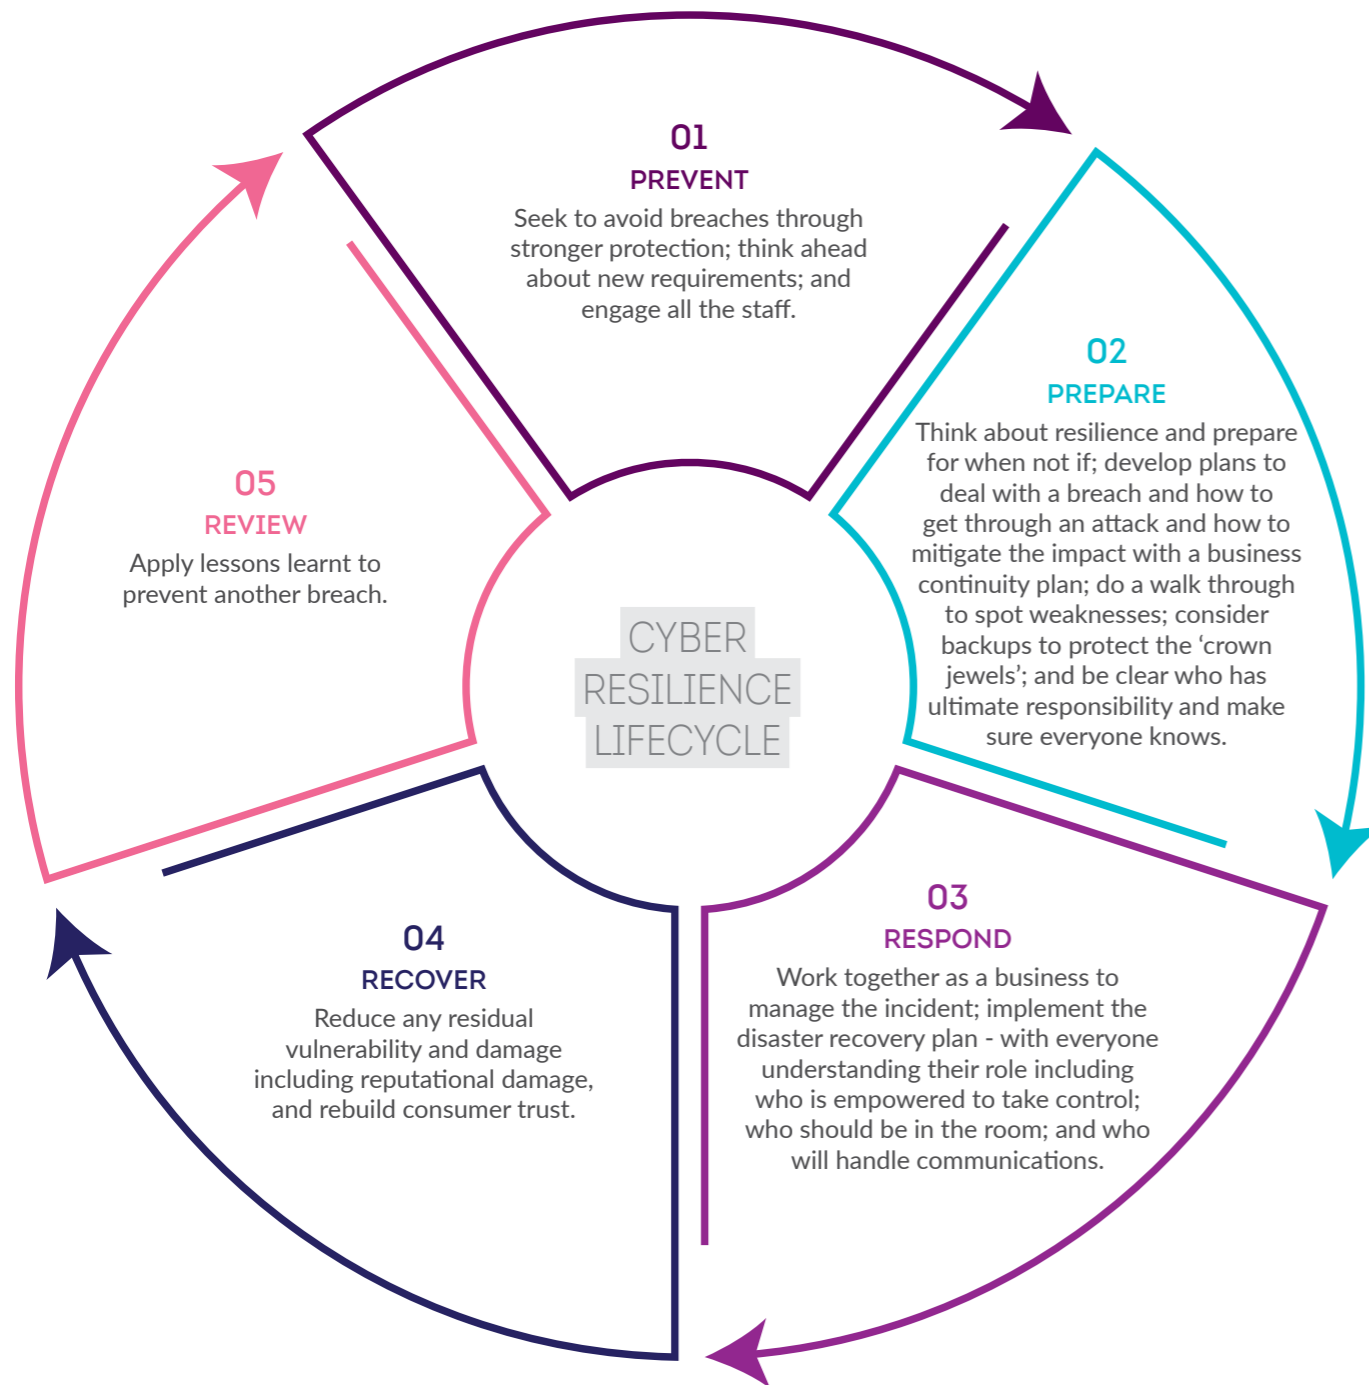 01
PREVENT
Seek to avoid breaches through
stronger protection; think ahead
about new requirements; and
engage all the staff.
02
PREPARE
Think about resilience and prepare
for when not if; develop plans to
deal with a breach and how to
get through an attack and how to
mitigate the impact with a business
continuity plan; do a walk through
to spot weaknesses; consider
backups to protect the ‘crown
jewels’; and be clear who has
ultimate responsibility and make
sure everyone knows.
03
RESPOND
Work together as a business to
manage the incident; implement the
disaster recovery plan - with everyone
understanding their role including
who is empowered to take control;
who should be in the room; and who
will handle communications.
04
RECOVER
Reduce any residual
vulnerability and damage
including reputational damage,
and rebuild consumer trust.
05
REVIEW
Apply lessons learnt to
prevent another breach.
CYBER
RESILIENCE
LIFECYCLE